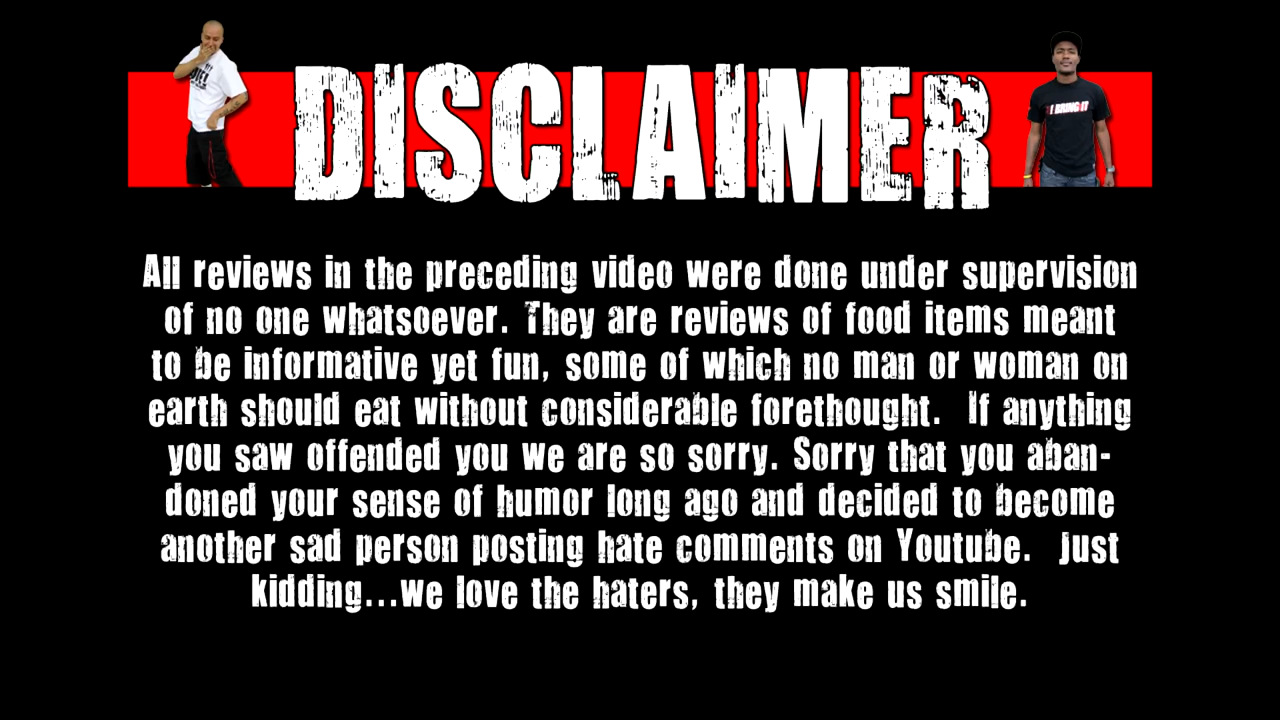 DISCLAIMER
I BRING IT
All reviews in the preceding video were done under supervision
of no one whatsoever. They are reviews of food items meant
to be informative yet fun, some of which no man or woman on
earth should eat without considerable forethought. If anything
you saw offended you we are so sorry. Sorry that you aban-
doned your sense of humor long ago and decided to become
another sad person posting hate comments on Youtube. Just
kidding...we love the haters, they make us smile.